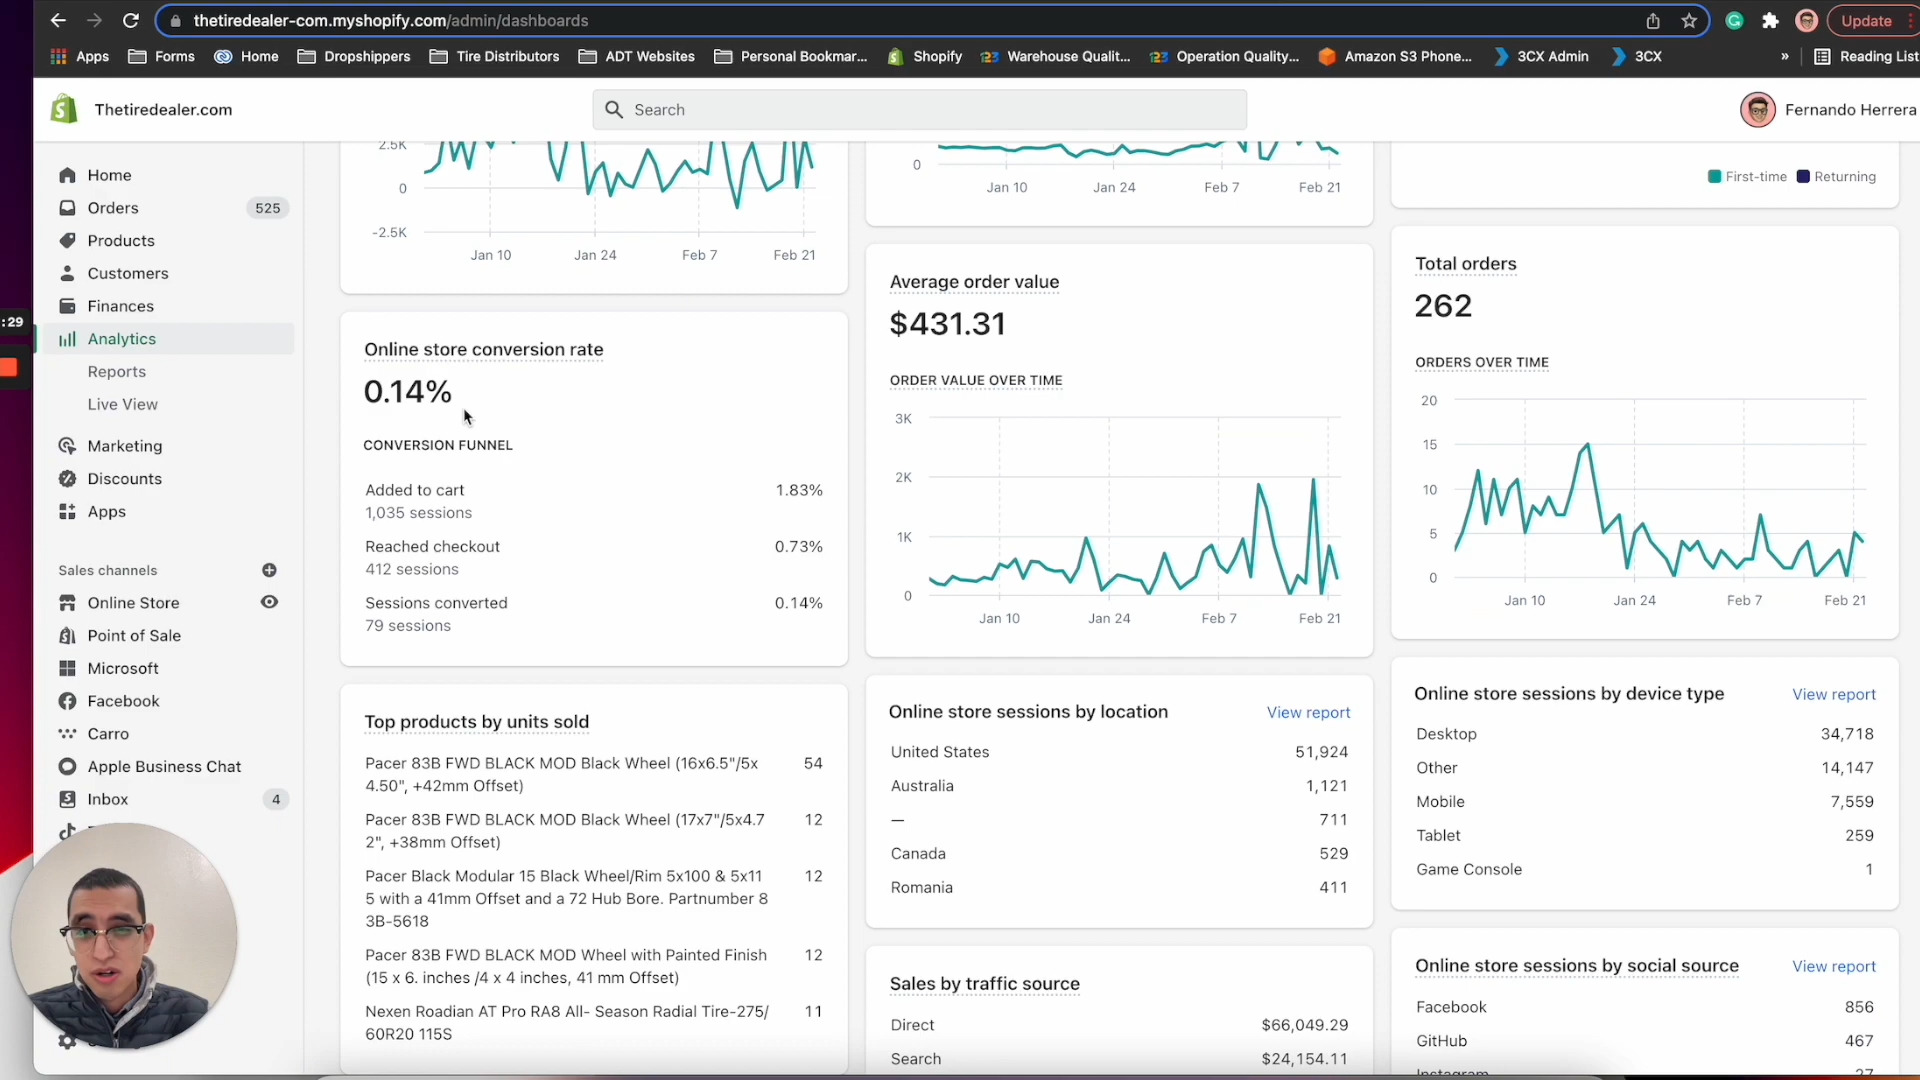 thetiredealer-com.myshopify.com/admin/dashboards
Update
Apps
Forms
Home
Dropshippers
Tire Distributors
ADT Websites
Personal Bookmar...
Shopify
123
Warehouse Qualit...
123
Operation Quality...
Amazon S3 Phone...
3CX Admin
3CX
»
Reading List
Thetiredealer.com
Search
Fernando Herrera
Home
Orders
525
Products
Customers
Finances
:29
Analytics
Reports
Live View
Marketing
Discounts
Apps
Sales channels
Online Store
Point of Sale
Microsoft
Facebook
Carro
Apple Business Chat
Inbox
4
2.5K
0
-2.5K
Jan 10
Jan 24
Feb 7
Feb 21
Online store conversion rate
0.14%
CONVERSION FUNNEL
Added to cart
1.83%
1,035 sessions
Reached checkout
0.73%
412 sessions
Sessions converted
0.14%
79 sessions
Top products by units sold
Pacer 83B FWD BLACK MOD Black Wheel (16x6.5"/5x
54
4.50", +42mm Offset)
Pacer 83B FWD BLACK MOD Black Wheel (17x7"/5x4.7
12
2", +38mm Offset)
Pacer Black Modular 15 Black Wheel/Rim 5x100 & 5x11
12
5 with a 41mm Offset and a 72 Hub Bore. Partnumber 8
3B-5618
Pacer 83B FWD BLACK MOD Wheel with Painted Finish
12
(15 x 6. inches /4 x 4 inches, 41 mm Offset)
Nexen Roadian AT Pro RA8 All- Season Radial Tire-275/
11
60R20 115S
0
Jan 10
Jan 24
Feb 7
Feb 21
Average order value
$431.31
ORDER VALUE OVER TIME
3K
2K
1K
0
Jan 10
Jan 24
Feb 7
Feb 21
Online store sessions by location
View report
United States
51,924
Australia
1,121
—
711
Canada
529
Romania
411
Sales by traffic source
Direct
$66,049.29
Search
$24,154.11
First-time
Returning
Total orders
262
ORDERS OVER TIME
20
15
10
5
0
Jan 10
Jan 24
Feb 7
Feb 21
Online store sessions by device type
View report
Desktop
34,718
Other
14,147
Mobile
7,559
Tablet
259
Game Console
1
Online store sessions by social source
View report
Facebook
856
GitHub
467
Instagram
27